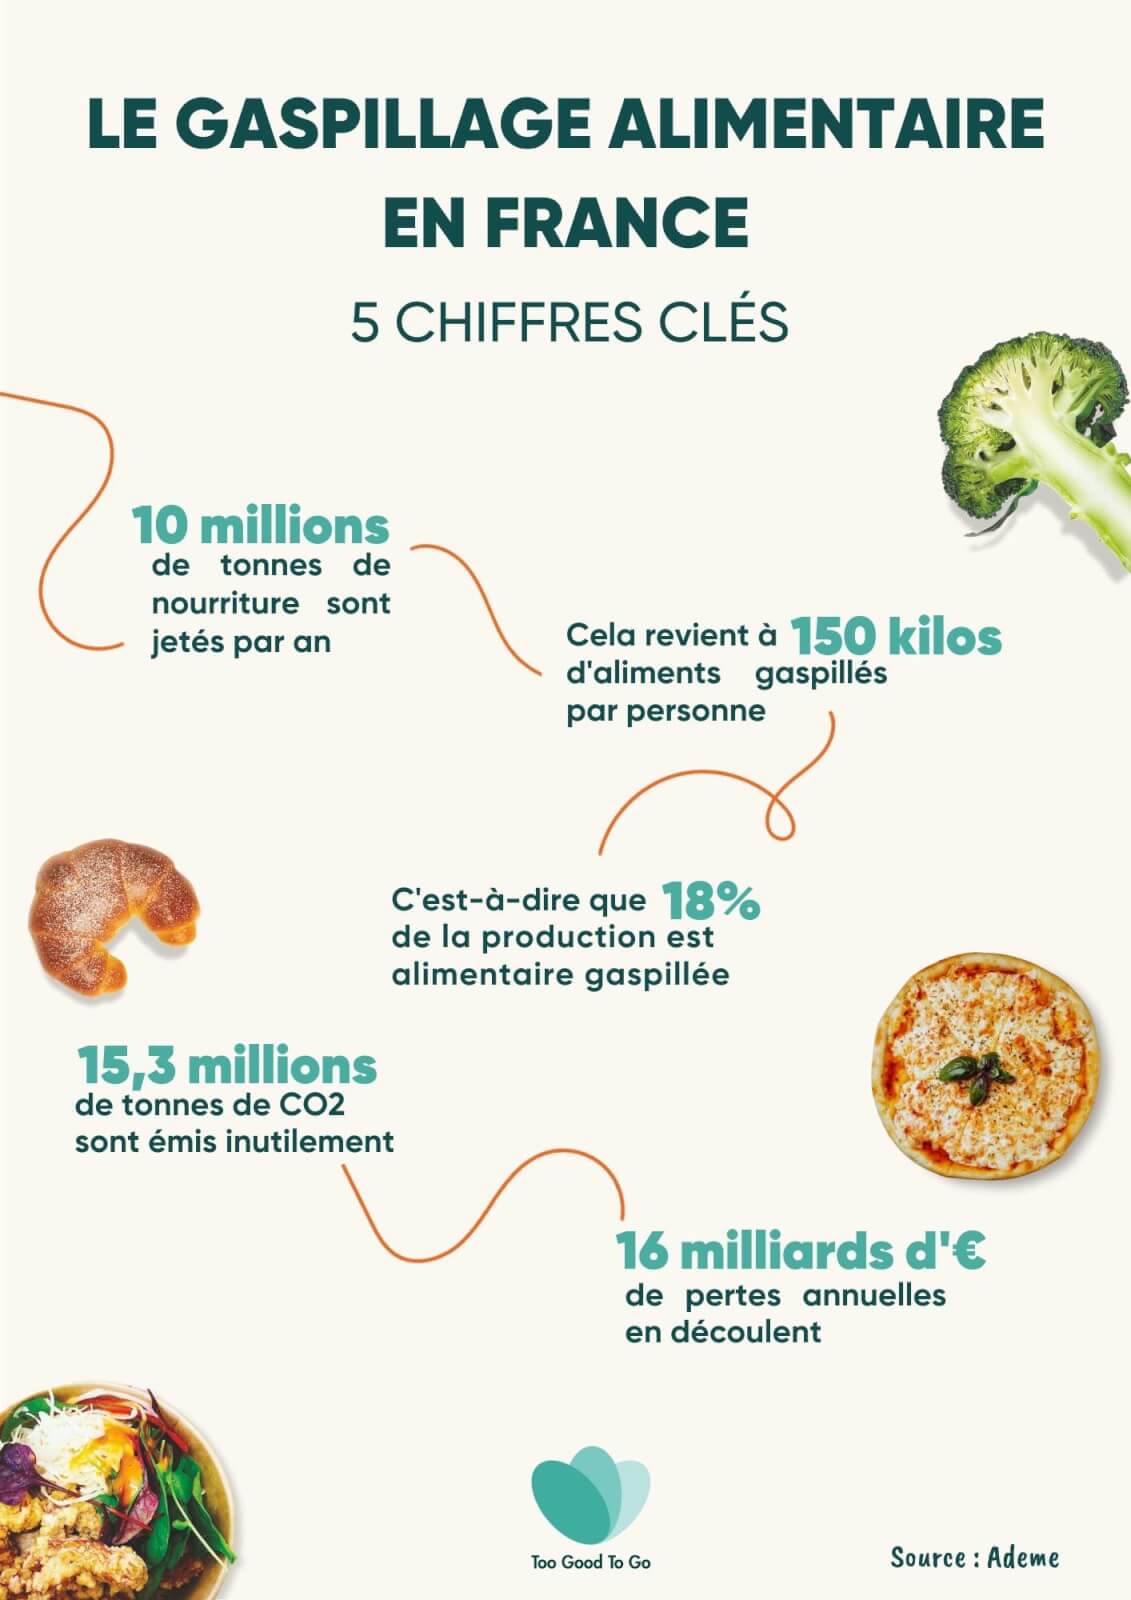 LE GASPILLAGE ALIMENTAIRE
EN FRANCE
5 CHIFFRES CLÉS
10 millions
de tonnes de
nourriture sont
jetés par an
Cela revient à 150 kilos
d'aliments gaspillés
par personne
C'est-à-dire que 18%
de la production est
alimentaire gaspillée
15,3 millions
de tonnes de CO2
sont émis inutilement
16 milliards d'€
de pertes annuelles
en découlent
Too Good To Go
Source : Ademe